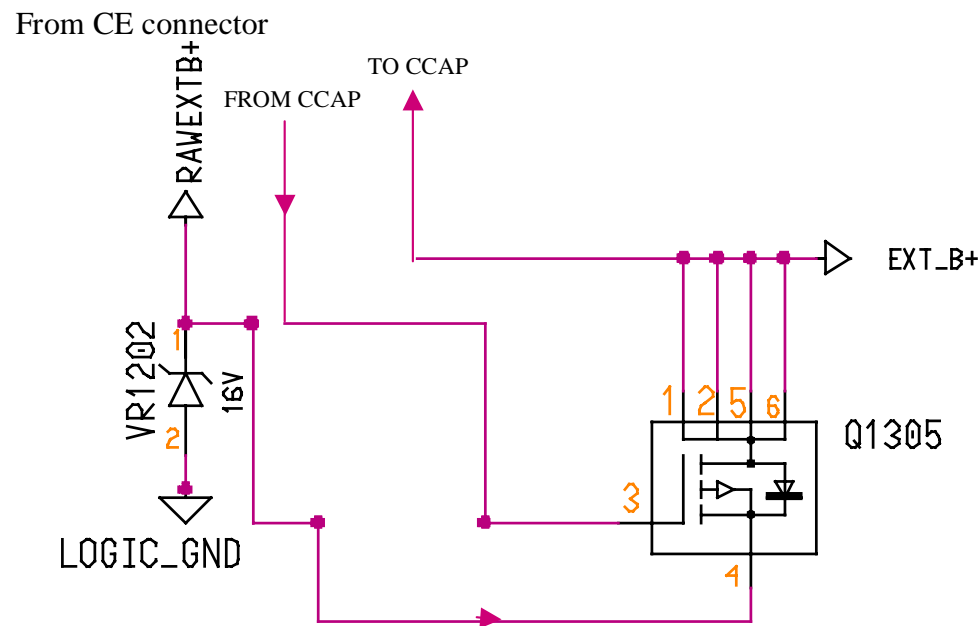 From CE connector
RAWEXTB+
TO CCAP
FROM CCAP
EXT_B+
VR1202
1
2
16V
LOGIC_GND
1
2
5
6
Q1305
3
4